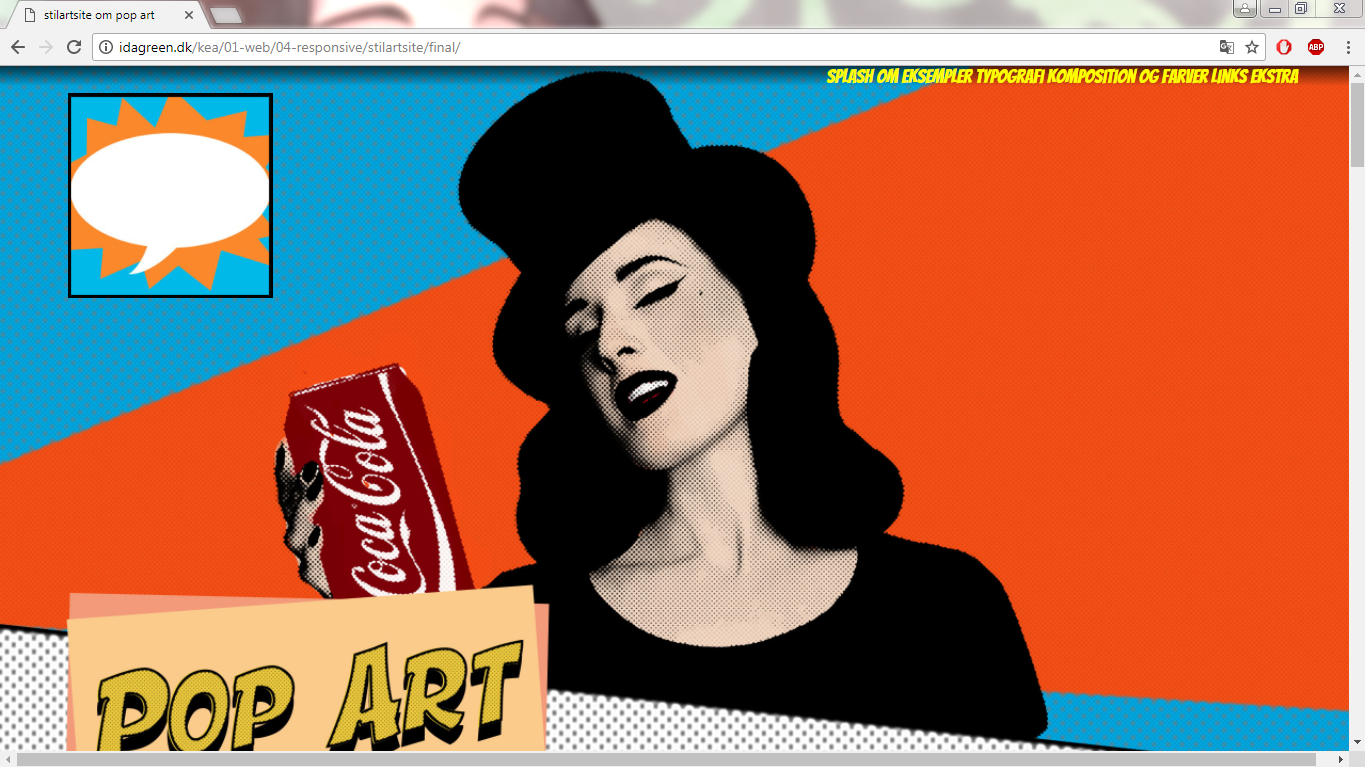 stilartsite om pop art
idagreen.dk/kea/01-web/04-responsive/stilartsite/final/
ABP
SPLASH OM EKSEMPLER TYPOGRAFI KOMPOSITION OG FARVER LINKS EKSTRA
Coca Cola
POP ART